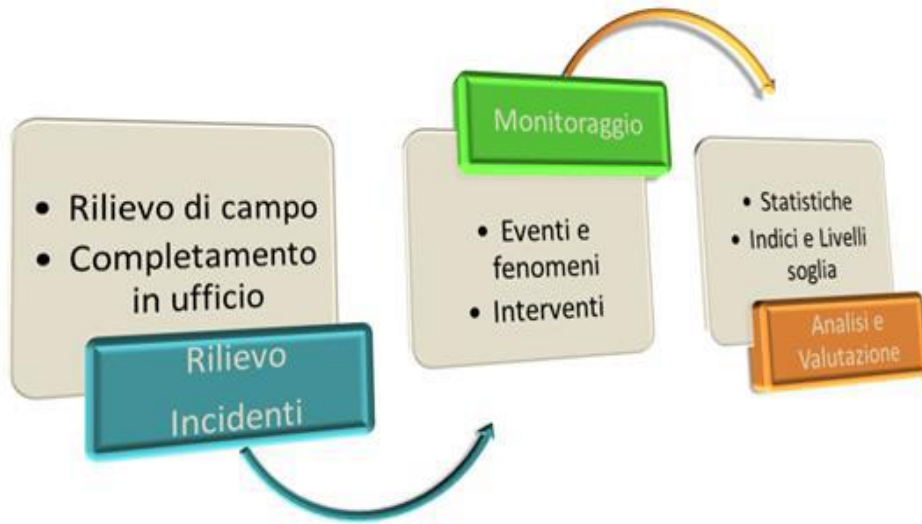 • Rilievo di campo
• Completamento
in ufficio
Rilievo
Incidenti
Monitoraggio
• Eventi e
fenomeni
• Interventi
• Statistiche
• Indici e Livelli
soglia
Analisi e
Valutazione